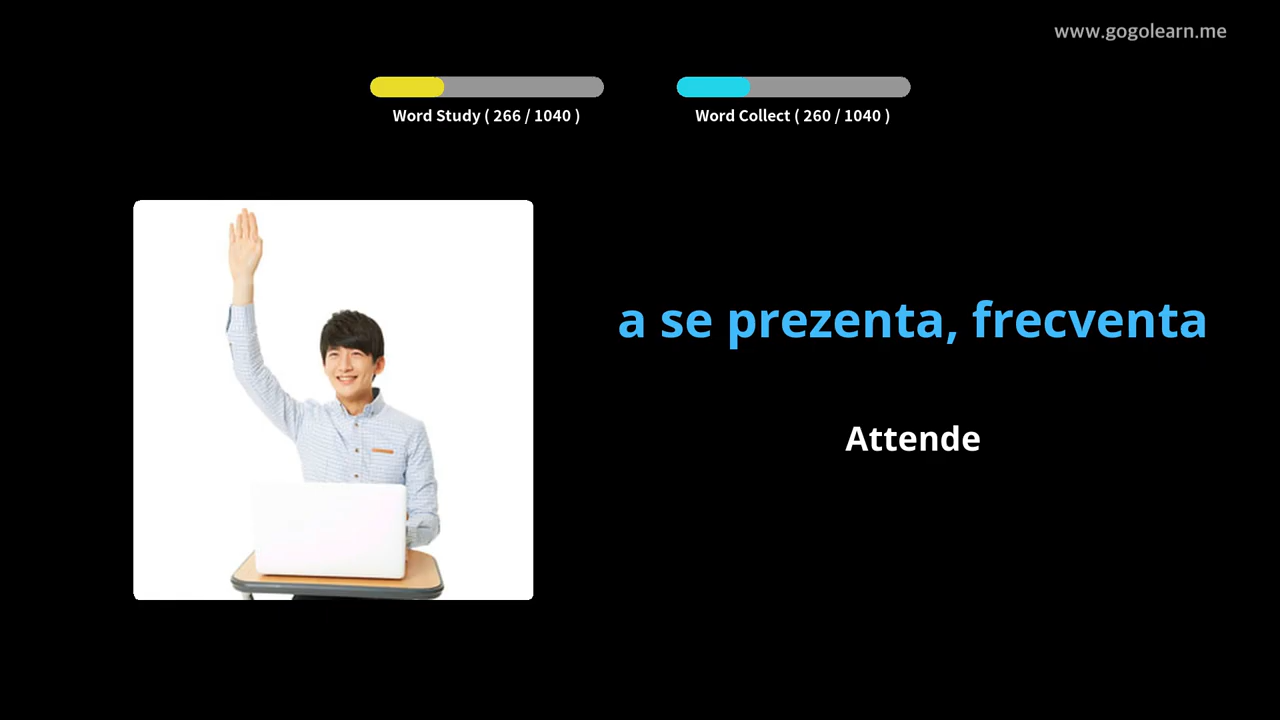 www.gogolearn.me
Word Study ( 266 / 1040 )
Word Collect ( 260 / 1040 )
a se prezenta, frecventa
Attende